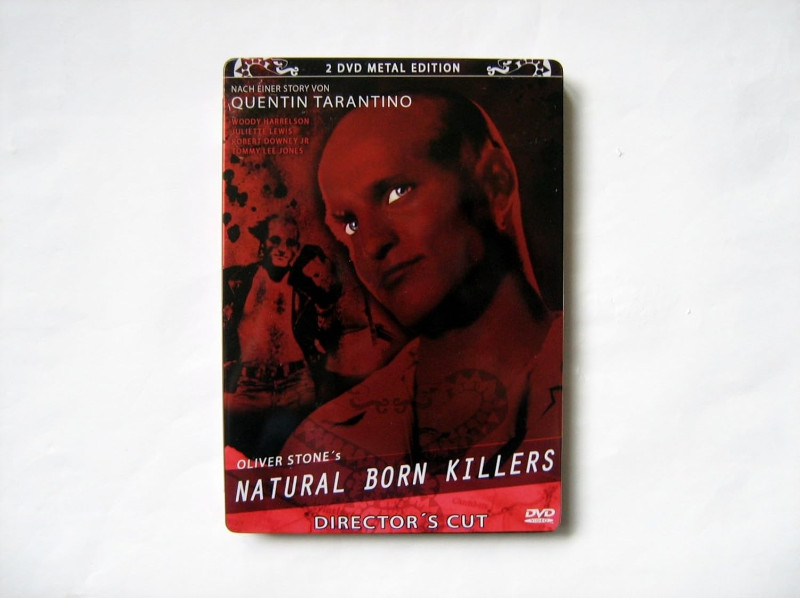 2 DVD METAL EDITION
NACH EINER STORY VON
QUENTIN TARANTINO
WOODY HARRELSON
JULIETTE LEWIS
ROBERT DOWNEY JR
TOMMY LEE JONES
OLIVER STONE´s
NATURAL BORN KILLERS
DIRECTOR´S CUT
DVD